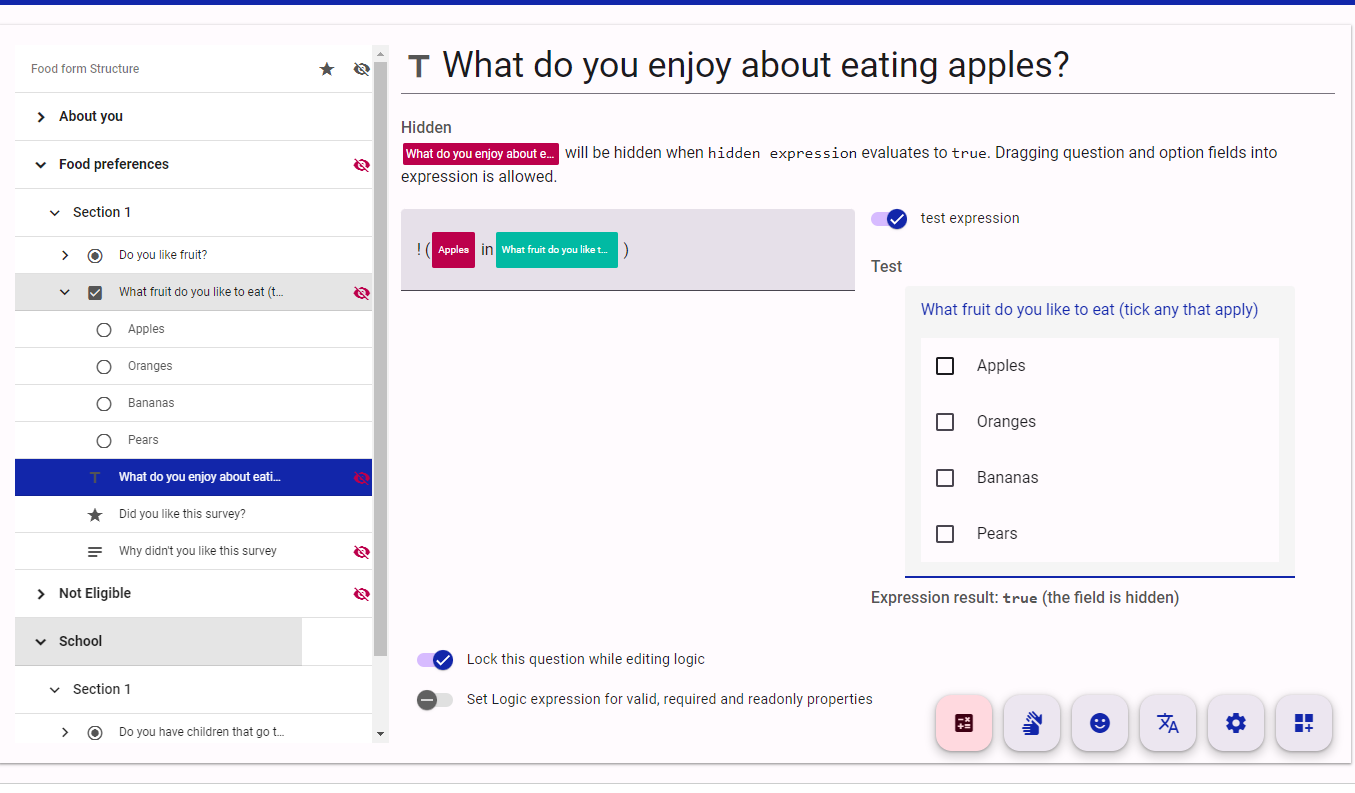 Food form Structure
About you
Food preferences
Section 1
Do you like fruit?
What fruit do you like to eat (t...
Apples
Oranges
Bananas
Pears
What do you enjoy about eati...
Did you like this survey?
Why didn't you like this survey
Not Eligible
School
Section 1
Do you have children that go t...
T What do you enjoy about eating apples?
Hidden
What do you enjoy about e... will be hidden when hidden expression evaluates to true. Dragging question and option fields into
expression is allowed.
! ( Apples in What fruit do you like t... )
test expression
Test
What fruit do you like to eat (tick any that apply)
Apples
Oranges
Bananas
Pears
Expression result: true (the field is hidden)
Lock this question while editing logic
Set Logic expression for valid, required and readonly properties